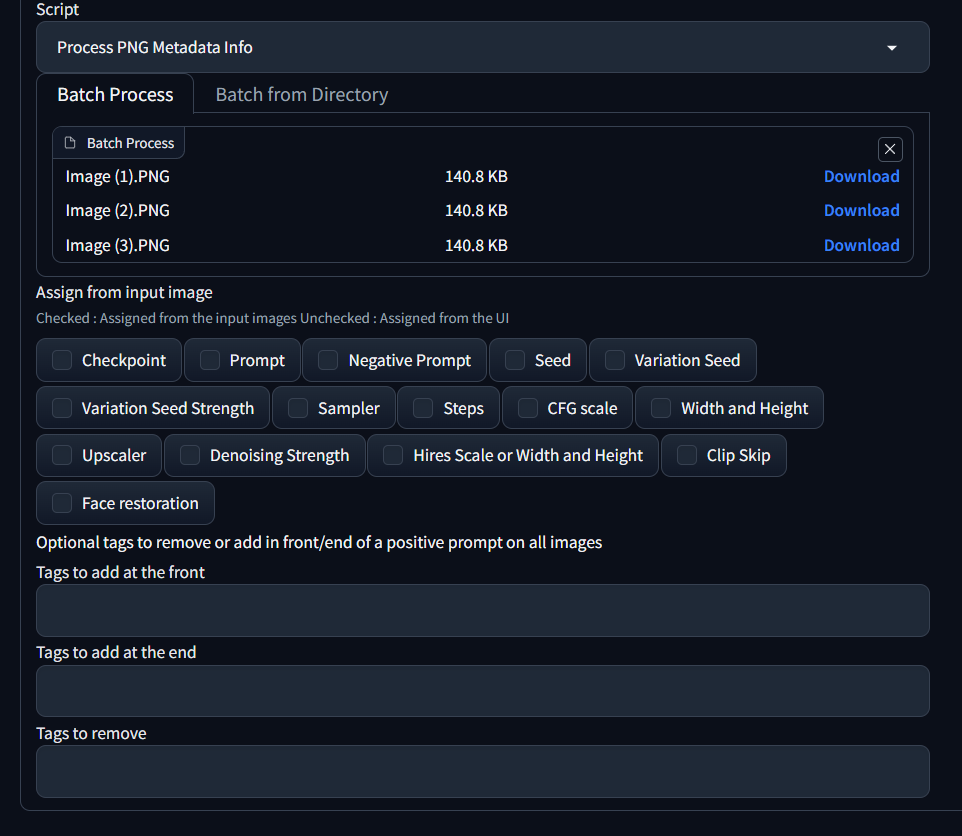 Script
Process PNG Metadata Info
Batch Process Batch from Directory
Batch Process
Image (1).PNG 140.8 KB Download
Image (2).PNG 140.8 KB Download
Image (3).PNG 140.8 KB Download
Assign from input image
Checked : Assigned from the input images Unchecked : Assigned from the UI
Checkpoint Prompt Negative Prompt Seed Variation Seed
Variation Seed Strength Sampler Steps CFG scale Width and Height
Upscaler Denoising Strength Hires Scale or Width and Height Clip Skip
Face restoration
Optional tags to remove or add in front/end of a positive prompt on all images
Tags to add at the front
Tags to add at the end
Tags to remove